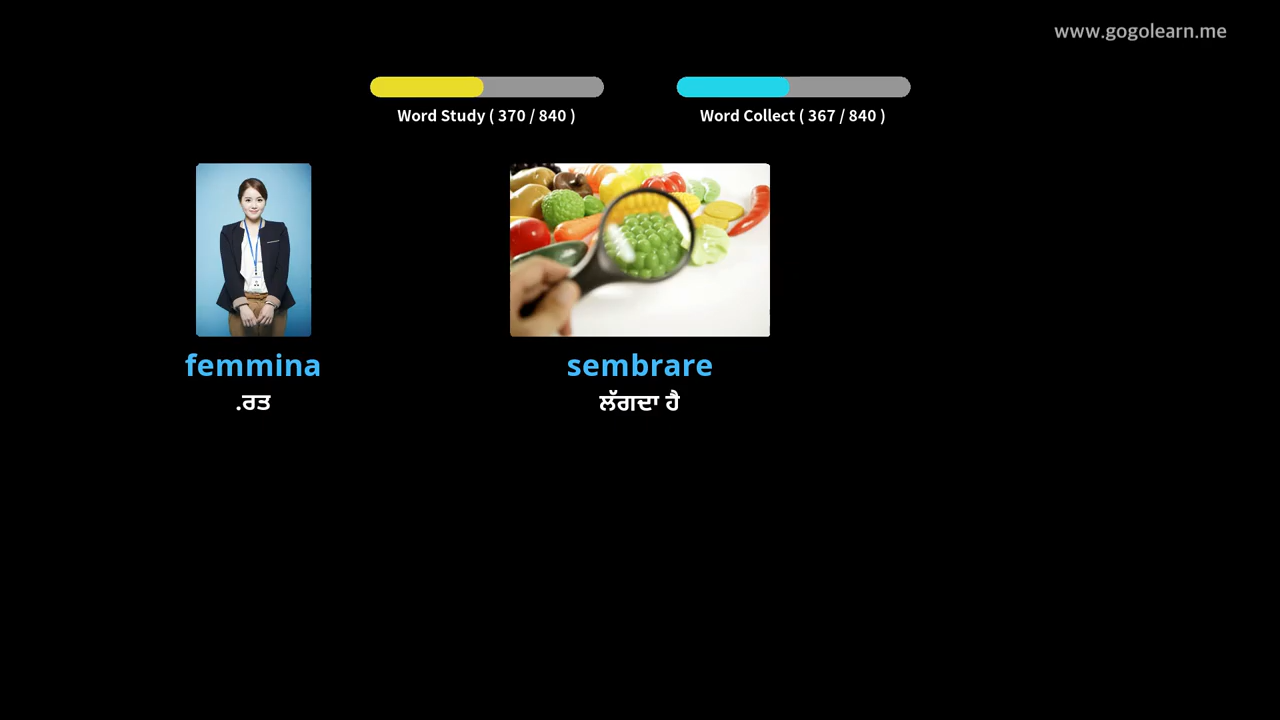 www.gogolearn.me
Word Study ( 370 / 840 )
Word Collect ( 367 / 840 )
femmina
.ਰਤ
sembrare
ਲੱਗਦਾ ਹੈ